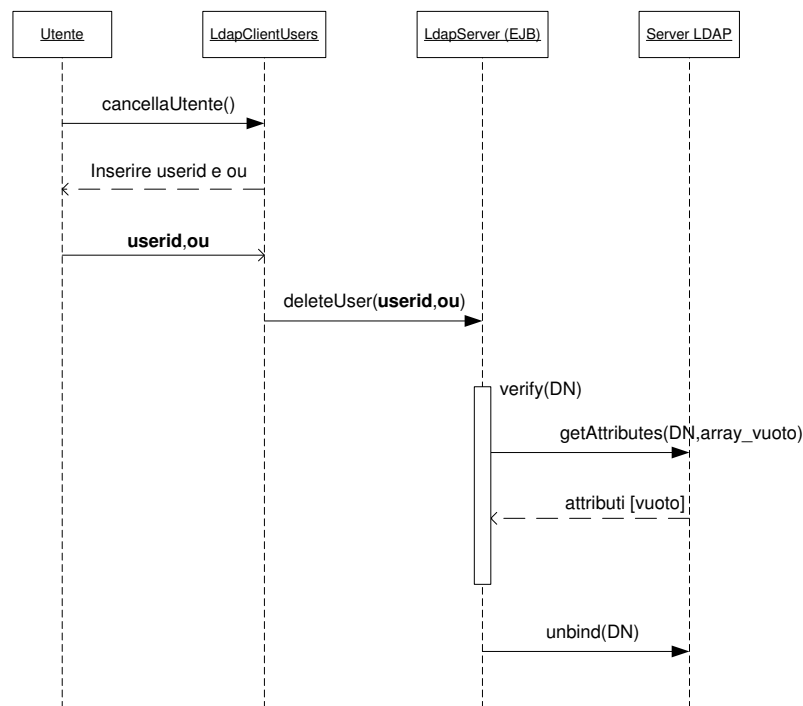 Utente
LdapClientUsers
LdapServer (EJB)
Server LDAP
cancellaUtente()
Inserire userid e ou
userid,ou
deleteUser(userid,ou)
verify(DN)
getAttributes(DN,array_vuoto)
attributi [vuoto]
unbind(DN)